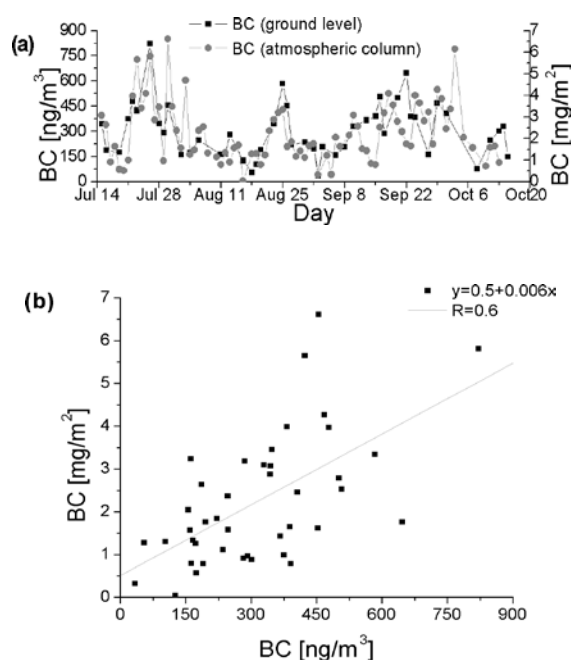 (a)
BC (ground level)
BC (atmospheric column)
BC [ng/m³]
900
750
600
450
300
150
0
7
6
5
4
3
2
1
0
BC [mg/m²]
Jul 14 Jul 28 Aug 11 Aug 25 Sep 8 Sep 22 Oct 6 Oct20
Day
(b)
y=0.5+0.006x
R=0.6
BC [mg/m²]
7
6
5
4
3
2
1
0
0 150 300 450 600 750 900
BC [ng/m³]